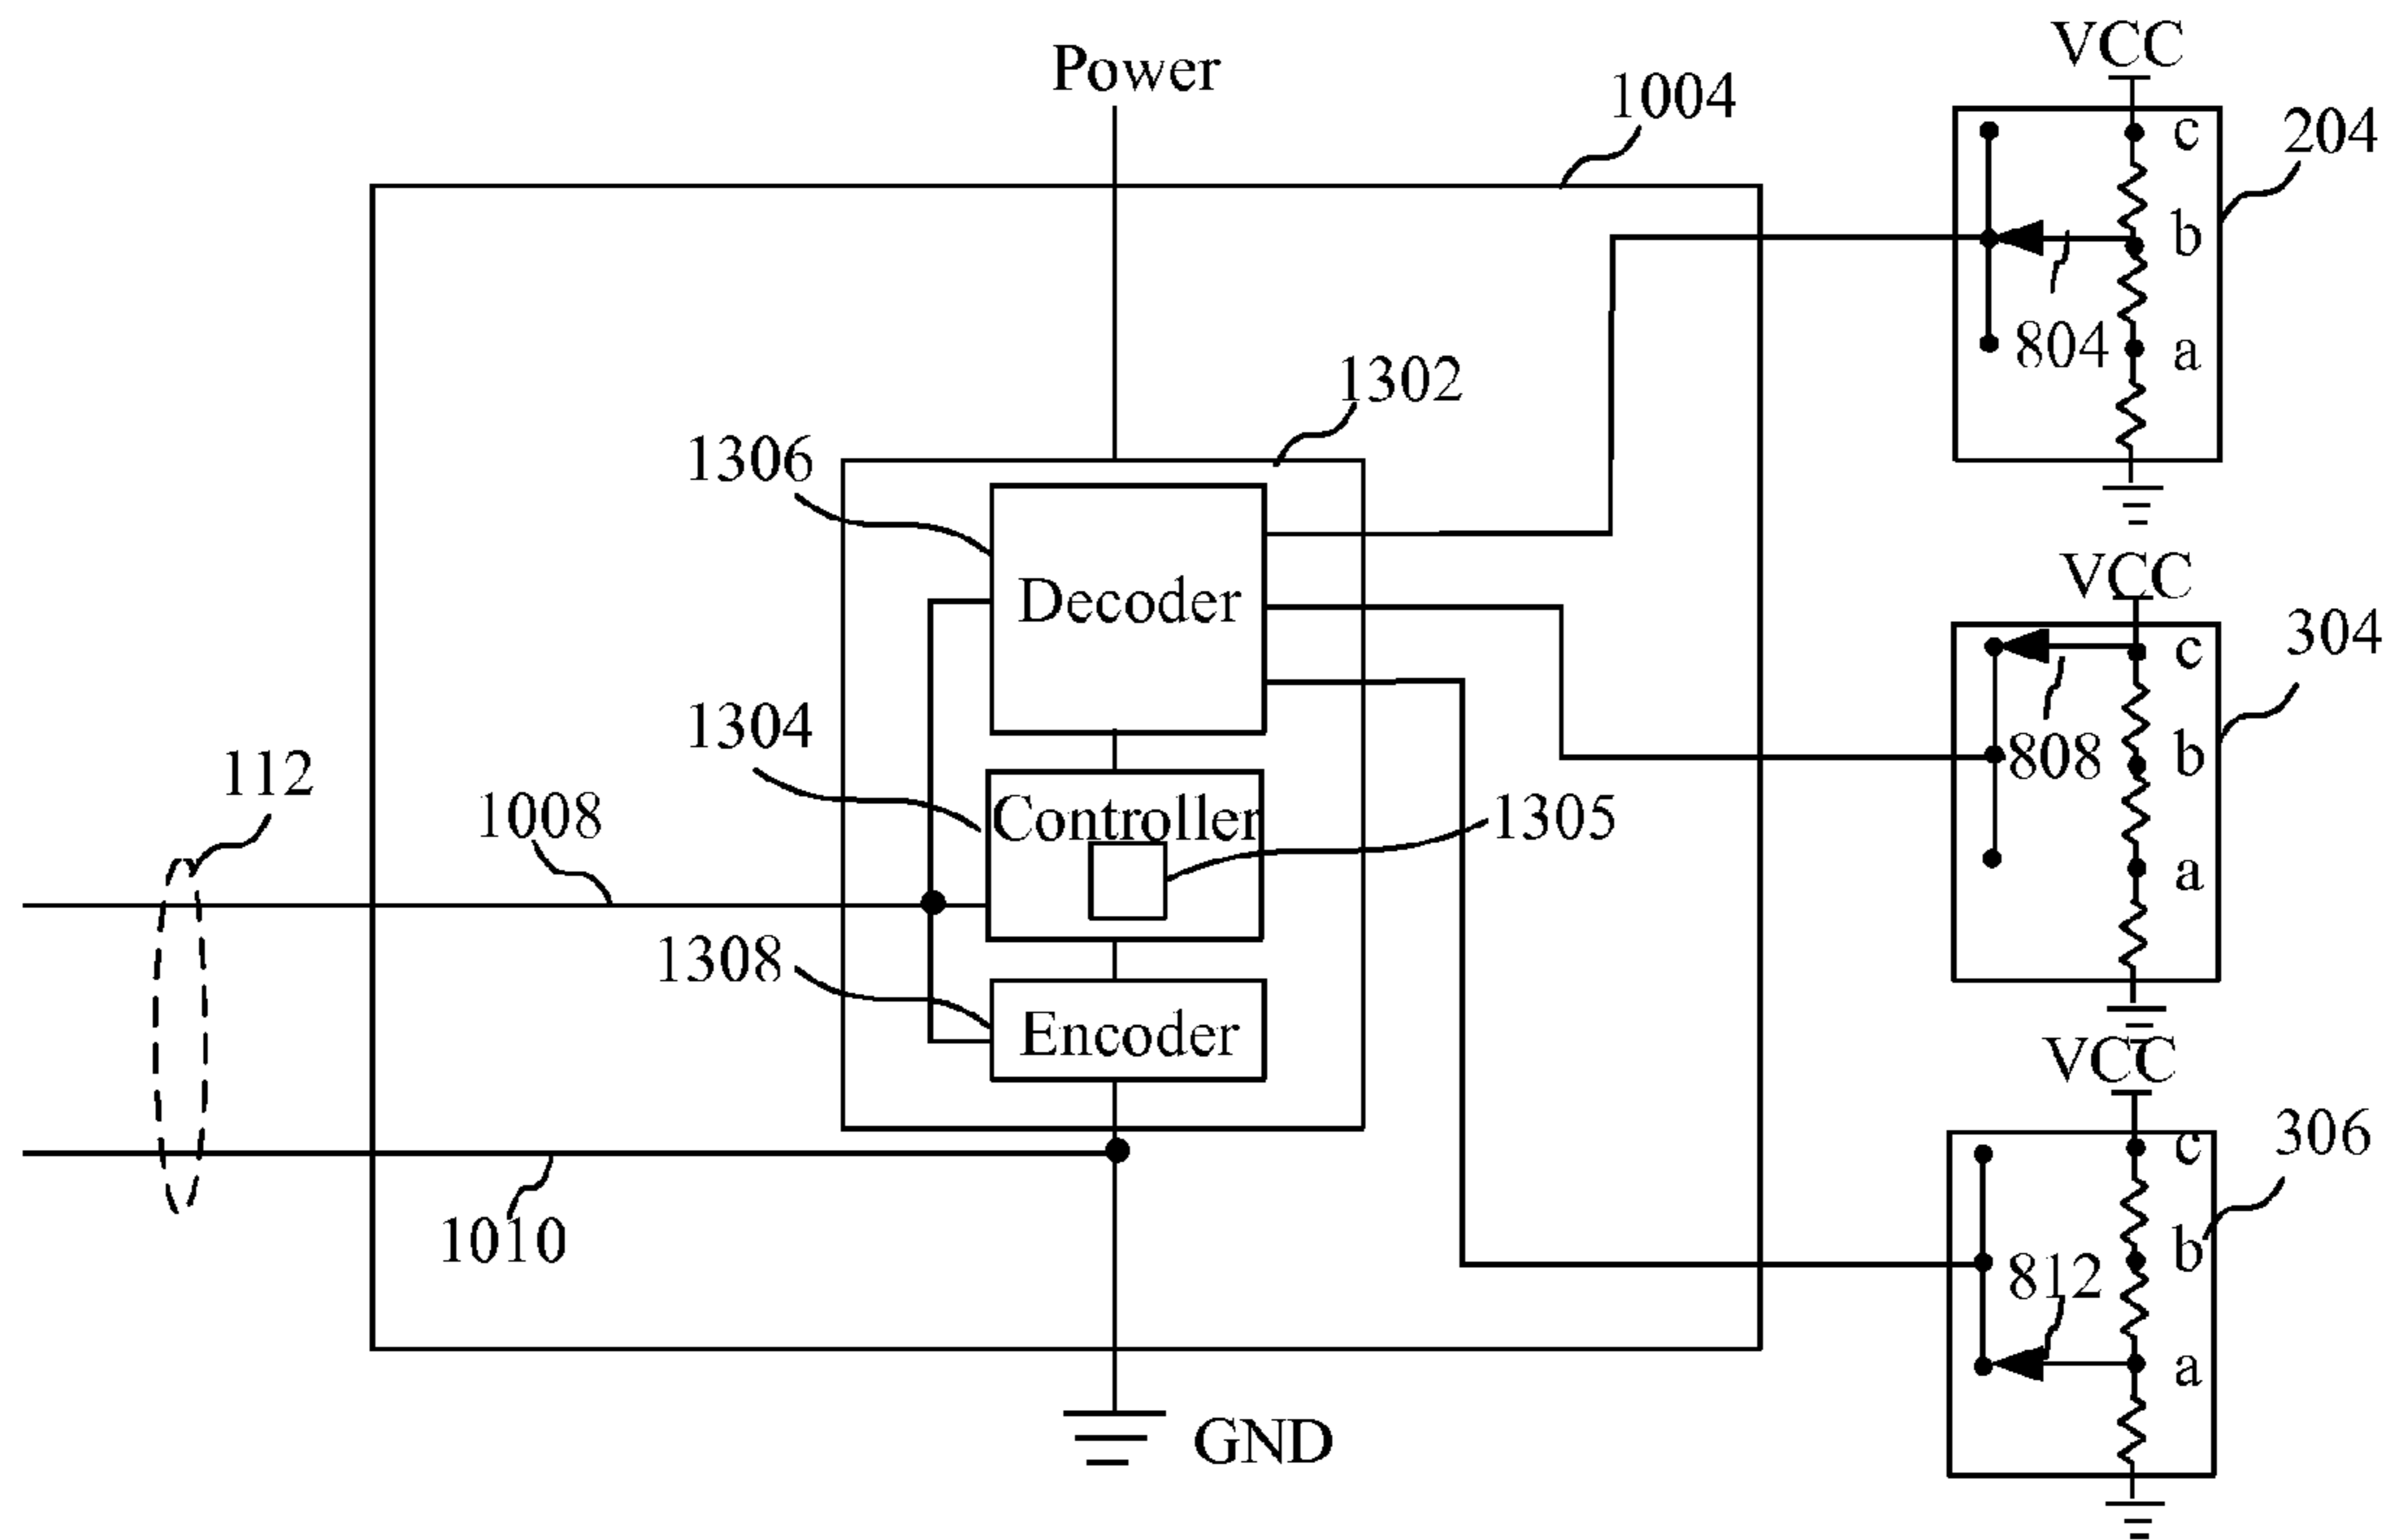 VCC
Power
1004
c
204
b
804
a
1302
1306
Decoder
VCC
304
c
808
b
a
1304
Controller
1305
112
1008
1308
Encoder
VCC
306
c
b
812
a
1010
GND